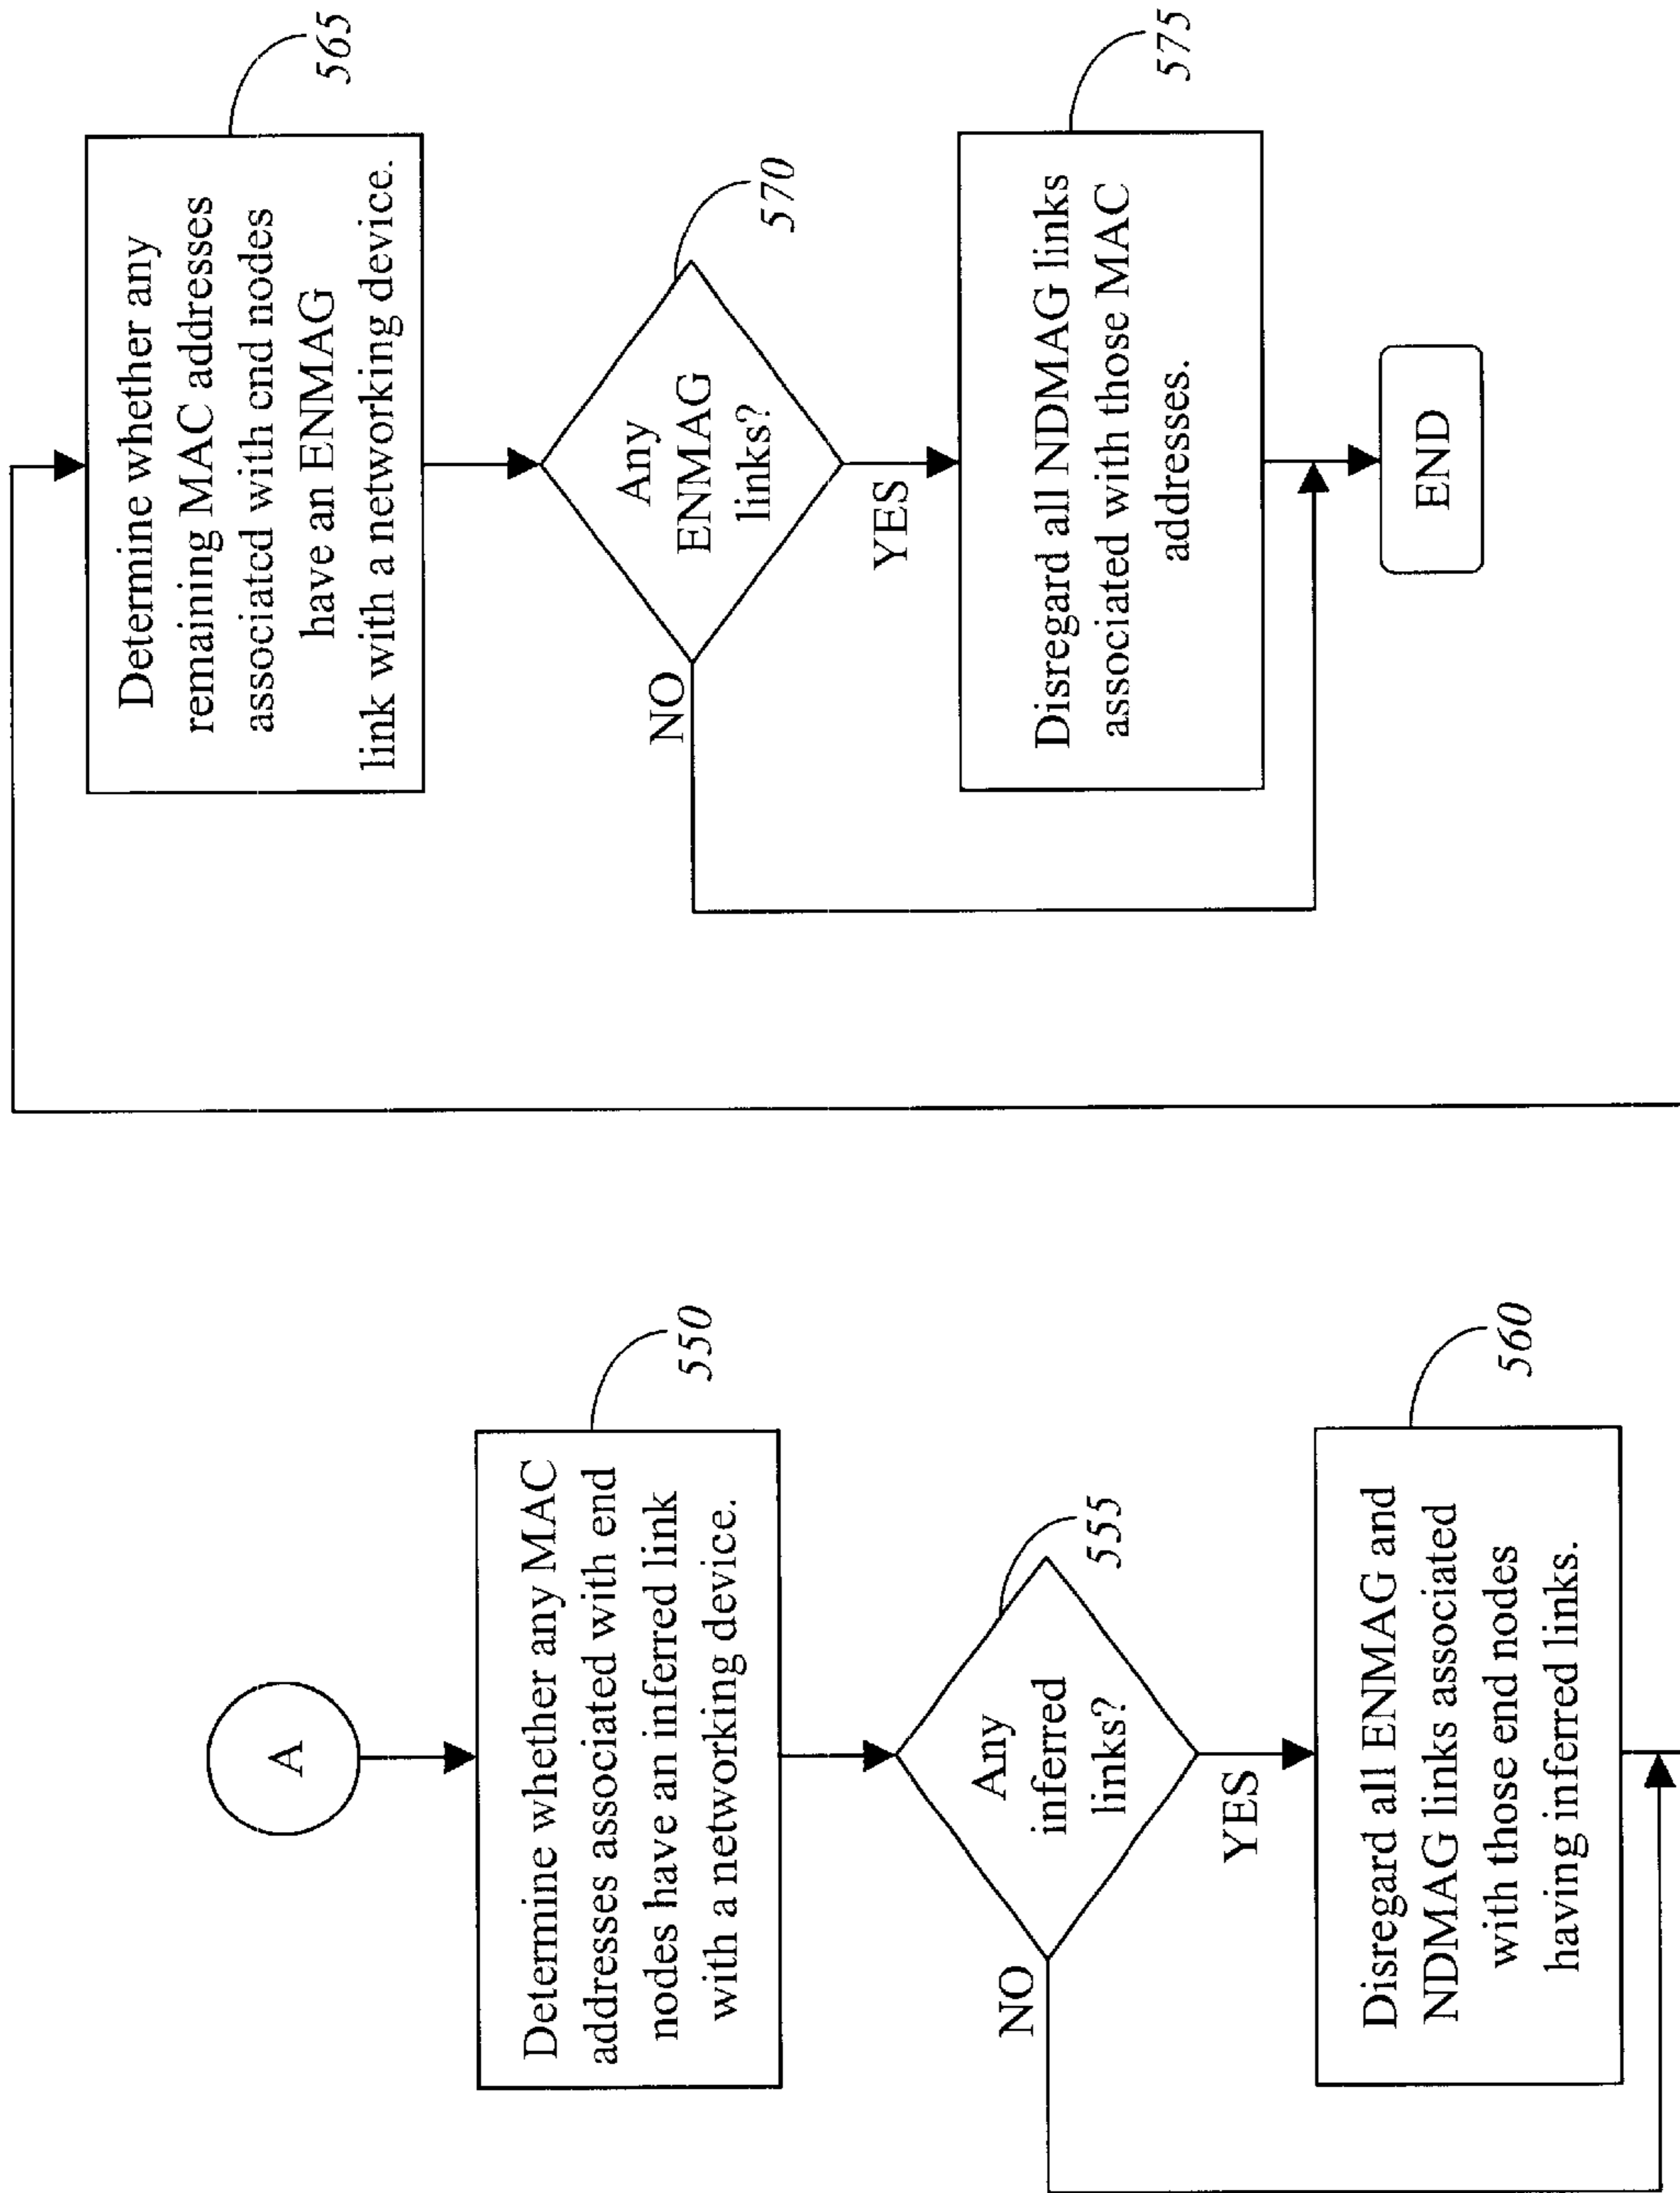 A
Determine whether any MAC
addresses associated with end
nodes have an inferred link
with a networking device.
550
Any
inferred
links?
555
NO
YES
Disregard all ENMAG and
NDMAG links associated
with those end nodes
having inferred links.
560
Determine whether any
remaining MAC addresses
associated with end nodes
have an ENMAG
link with a networking device.
565
Any
ENMAG
links?
570
NO
YES
Disregard all NDMAG links
associated with those MAC
addresses.
575
END